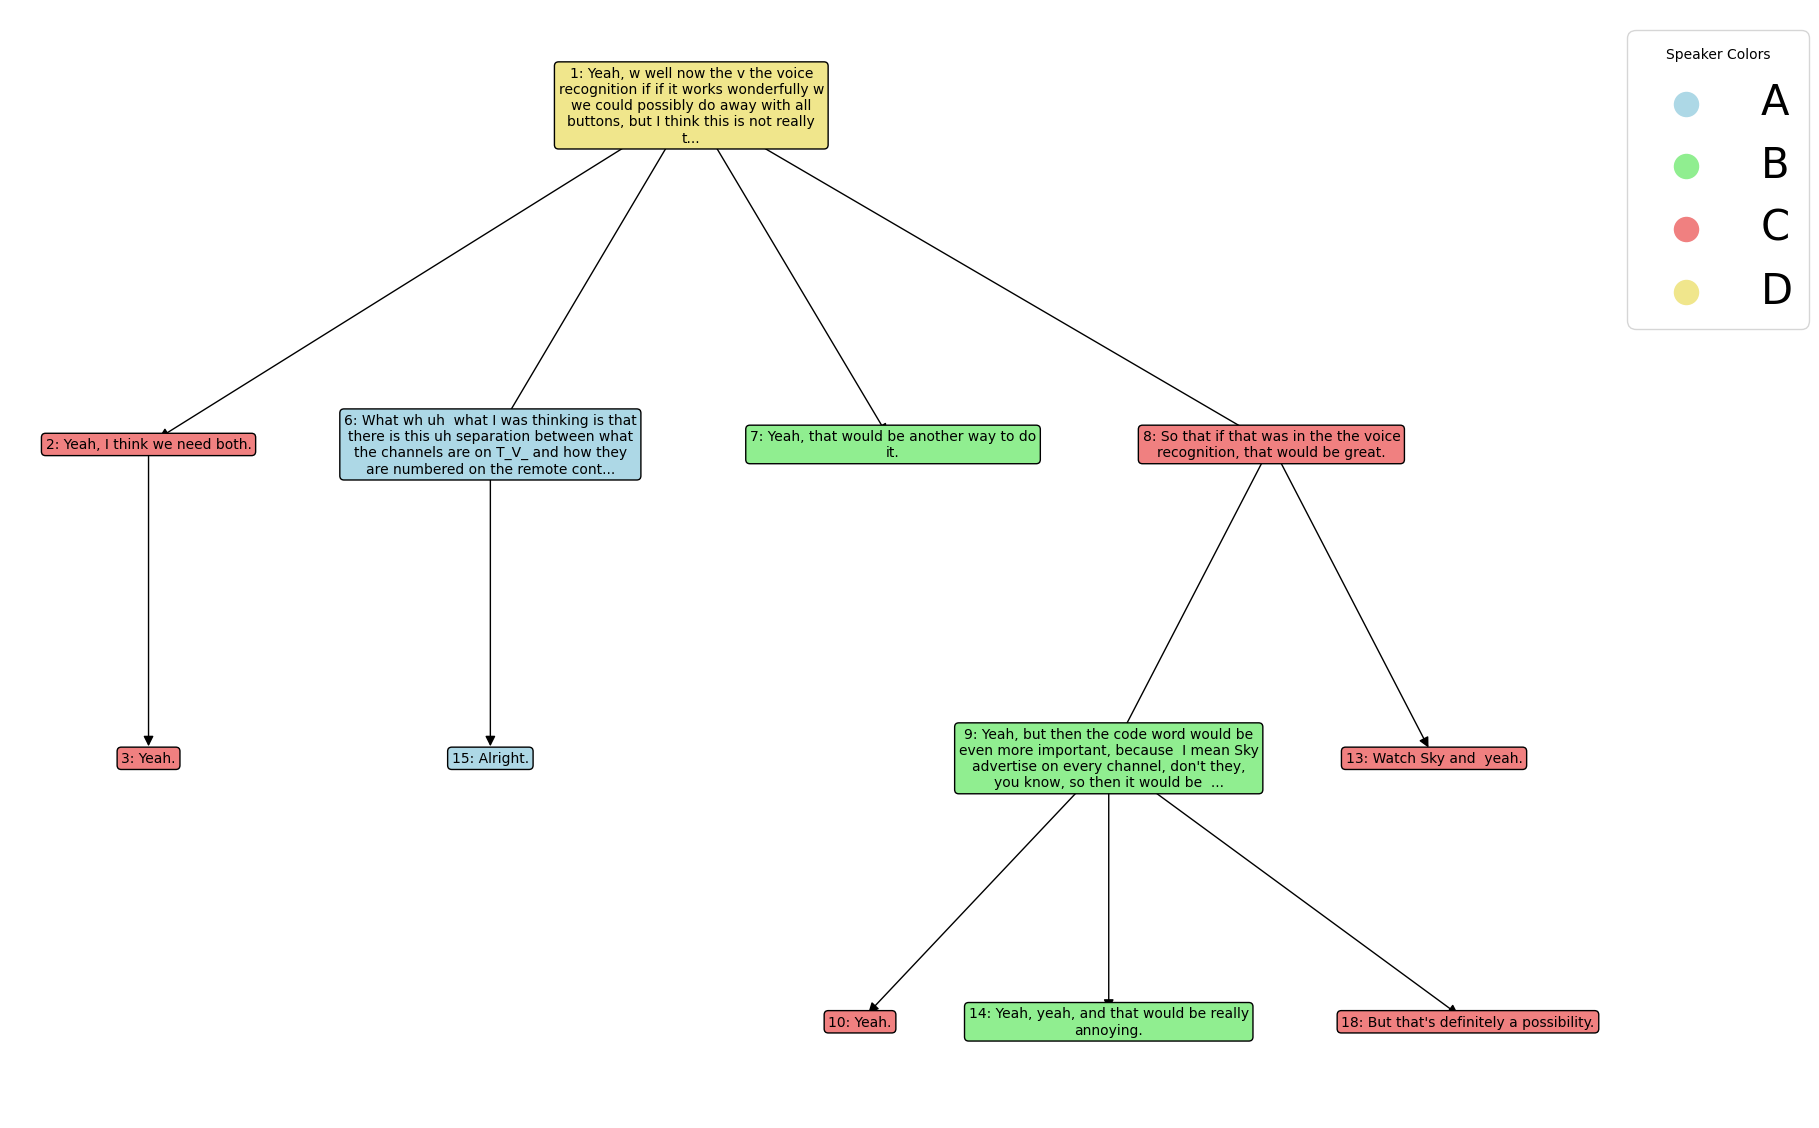 1: Yeah, w well now the v the voice
recognition if if it works wonderfully w
we could possibly do away with all
buttons, but I think this is not really
t...
Speaker Colors
A
B
C
D
2: Yeah, I think we need both.
6: What wh uh  what I was thinking is that
there is this uh separation between what
the channels are on T_V_ and how they
are numbered on the remote cont...
7: Yeah, that would be another way to do
it.
8: So that if that was in the the voice
recognition, that would be great.
3: Yeah.
15: Alright.
9: Yeah, but then the code word would be
even more important, because  I mean Sky
advertise on every channel, don't they,
you know, so then it would be  ...
13: Watch Sky and  yeah.
10: Yeah.
14: Yeah, yeah, and that would be really
annoying.
18: But that's definitely a possibility.